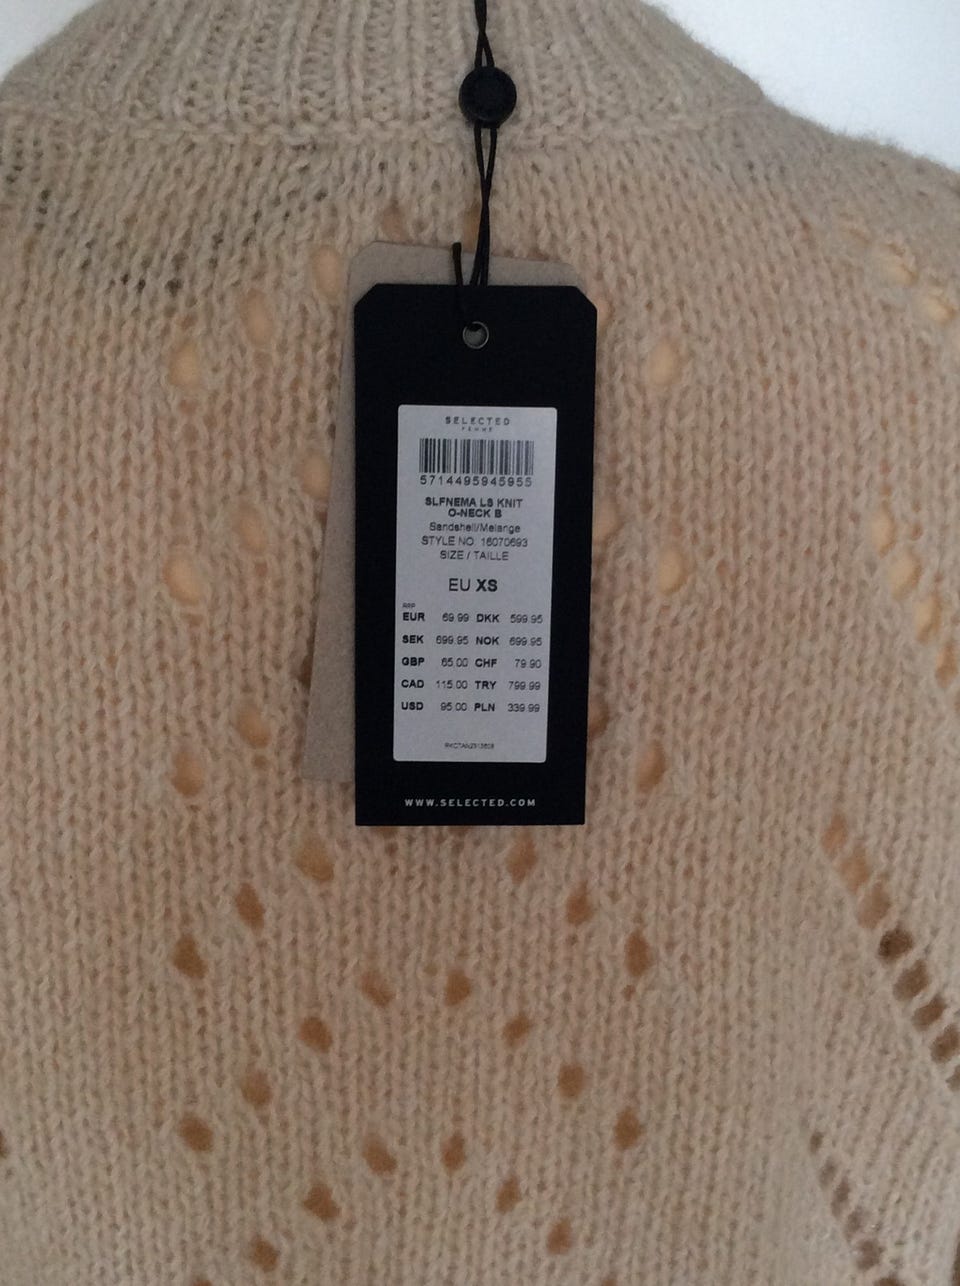 SELECTED
FEMME
5714495945955
SLFNEMA LS KNIT
O-NECK B
Sandshell/Melange
STYLE NO. 16070693
SIZE / TAILLE
EU XS
RRP
EUR 69.99 DKK 599.95
SEK 699.95 NOK 699.95
GBP 65.00 CHF 79.90
CAD 115.00 TRY 799.99
USD 95.00 PLN 339.99
WWW.SELECTED.COM